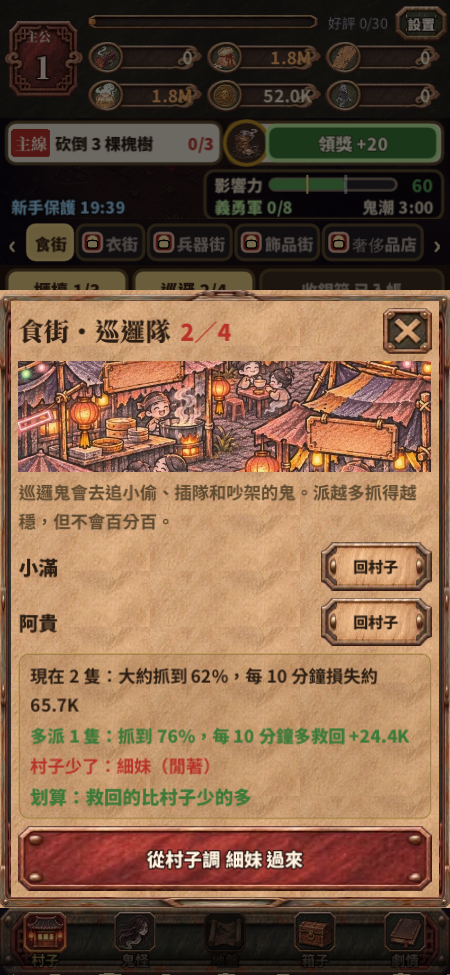 主公
1
好評 0/30
設置
0
1.8M
0
1.8M
52.0K
0
主線 砍倒 3 棵槐樹 0/3
領獎 +20
影響力 60
新手保護 19:39
義勇軍 0/8 鬼潮 3:00
‹ 食街 衣街 兵器街 飾品街 奢侈品店 ›
櫃檯 1/3 巡邏 2/4
食街・巡邏隊 2／4
巡邏鬼會去追小偷、插隊和吵架的鬼。派越多抓得越
穩，但不會百分百。
小滿 回村子
阿貴 回村子
現在 2 隻：大約抓到 62%，每 10 分鐘損失約
65.7K
多派 1 隻：抓到 76%，每 10 分鐘多救回 +24.4K
村子少了：細妹（閒著）
划算：救回的比村子少的多
從村子調 細妹 過來
村子 鬼怪 箱子 劇情